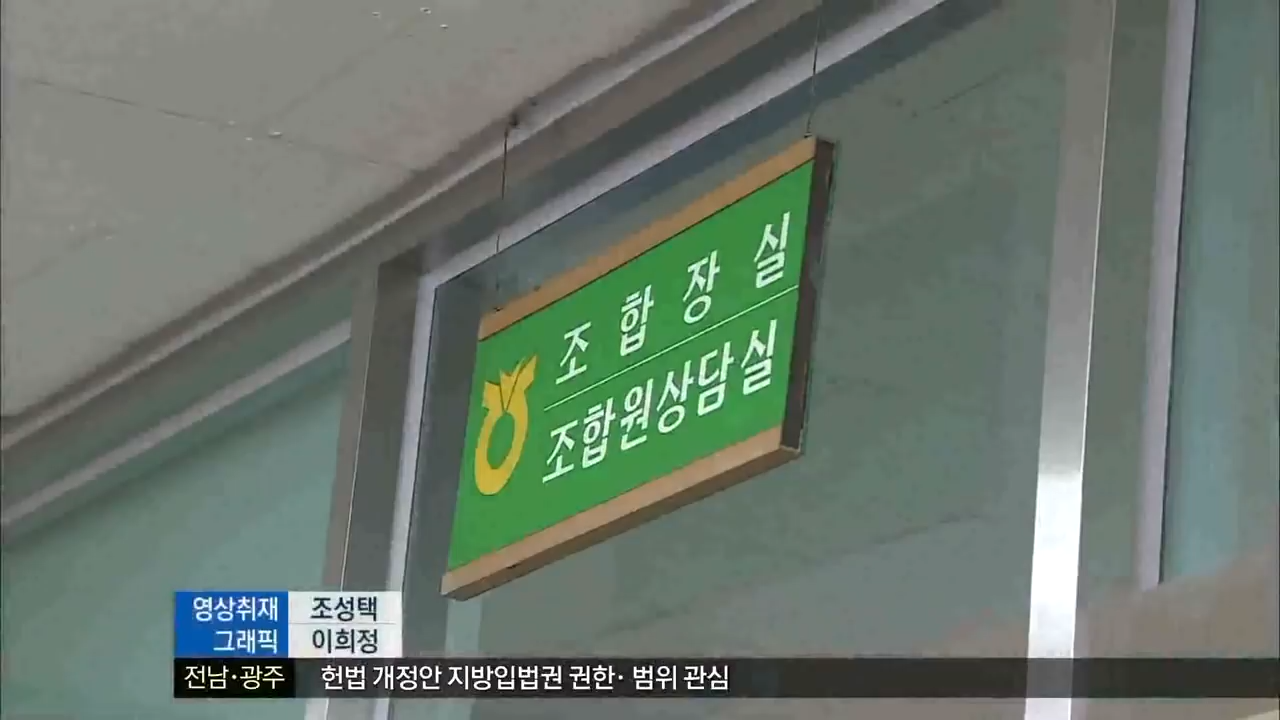 조합장실
조합원상담실
영상취재 조성택
그래픽 이희정
전남·광주 헌법 개정안 지방입법권 권한· 범위 관심